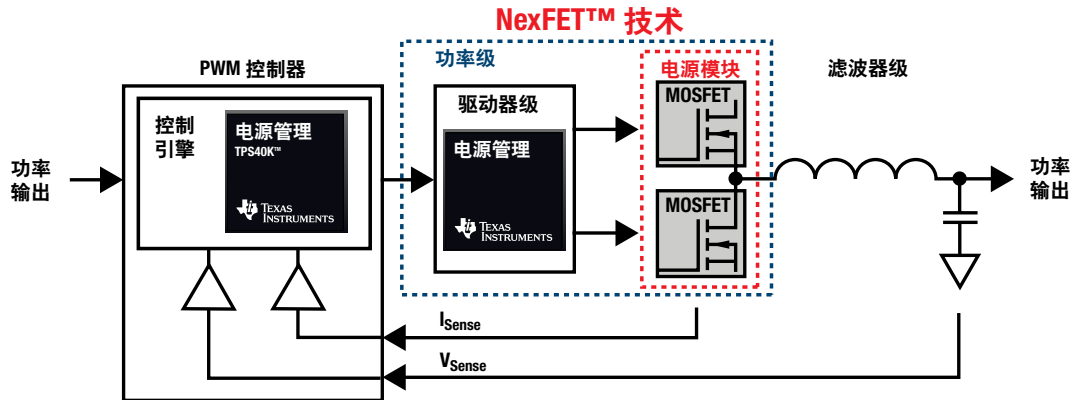 NexFET™ 技术
功率级
PWM 控制器
电源模块
滤波器级
MOSFET
驱动器级
控制
引擎
电源管理
TPS40K™
电源管理
功率
输出
功率
输出
TEXAS
INSTRUMENTS
MOSFET
TEXAS
INSTRUMENTS
ISense
VSense